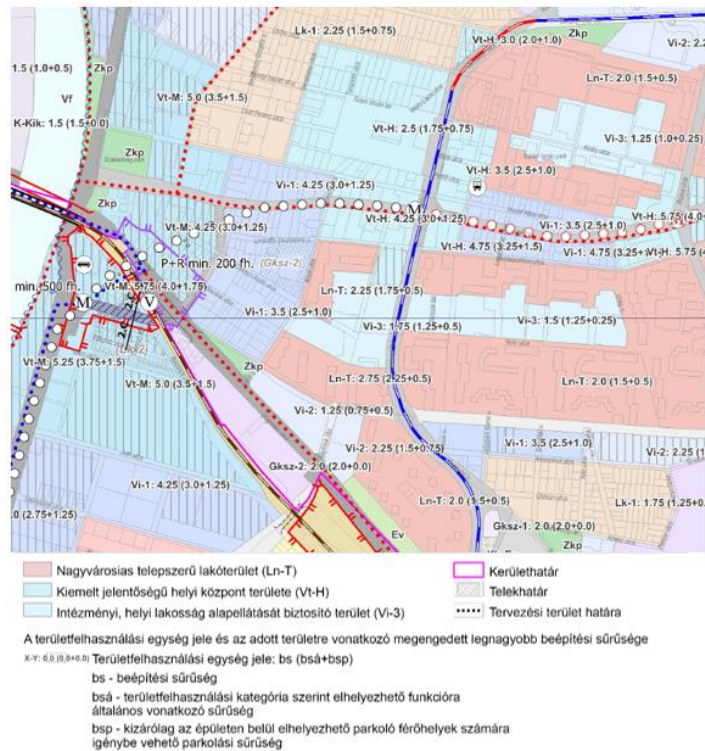 Lk-1: 2.25 (1.5+0.75)
Vt-H: 3.0 (2.0+1.0)
Zkp
Vi-2: 2.2
Zkp
1.5 (1.0+0.5)
Vf
Vt-M: 5.0 (3.5+1.5)
Ln-T: 2.0 (1.5+0.5)
K-Kik: 1.5 (1.5+0.0)
Vt-H: 2.5 (1.75+0.75)
Vi-3: 1.25 (1.0+0.25)
Zkp
Vt-H: 3.5 (2.5+1.0)
Zkp
Vi-1: 4.25 (3.0+1.25)
M
Vt-M: 4.25 (3.0+1.25)
Vt-H: 4.25 (3.0+1.25)
Vi-1: 3.5 (2.5+1.0)
Vt-H: 5.75 (4.0+
Vt-H: 4.75 (3.25+1.5)
Vi-1: 4.75 (3.25+
Vt-H: 5.75 (4
P+R min. 200 fh.
(Gksz-2)
min. 500 fh.
Vt-M: 5.75 (4.0+1.75)
Ln-T: 2.25 (1.75+0.5)
M
V
Vi-1: 3.5 (2.5+1.0)
Vi-3: 1.75 (1.25+0.5)
Vi-3: 1.5 (1.25+0.25)
Vt-M: 5.25 (3.75+1.5)
Zkp
Vt-M: 5.0 (3.5+1.5)
Ln-T: 2.75 (2.25+0.5)
Ln-T: 2.0 (1.5+0.5)
Vi-2: 1.25 (0.75+0.5)
Vi-2: 2.25 (1.5+0.75)
Vi-1: 3.5 (2.5+1.0)
Vi-2: 2.25 (1
Gksz-2: 2.0 (2.0+0.0)
Vi-1: 4.25 (3.0+1.25)
Ln-T: 2.0 (1.5+0.5)
Lk-1: 1.75 (1.25+0.
.0 (2.75+1.25)
Gksz-1: 2.0 (2.0+0.0)
Ev
Zkp
Nagyvárosias telepszerű lakóterület (Ln-T)
Kerülethatár
Kiemelt jelentőségű helyi központ területe (Vt-H)
Telekhatár
Intézményi, helyi lakosság alapellátását biztosító terület (Vi-3)
Tervezési terület határa
A területfelhasználási egység jele és az adott területre vonatkozó megengedett legnagyobb beépítési sűrűsége
X-Y: 0.0 (0.0+0.0) Területfelhasználási egység jele: bs (bsá+bsp)
bs - beépítési sűrűség
bsá - területfelhasználási kategória szerint elhelyezhető funkcióra
általános vonatkozó sűrűség
bsp - kizárólag az épületen belül elhelyezhető parkoló férőhelyek számára
igénybe vehető parkolási sűrűség